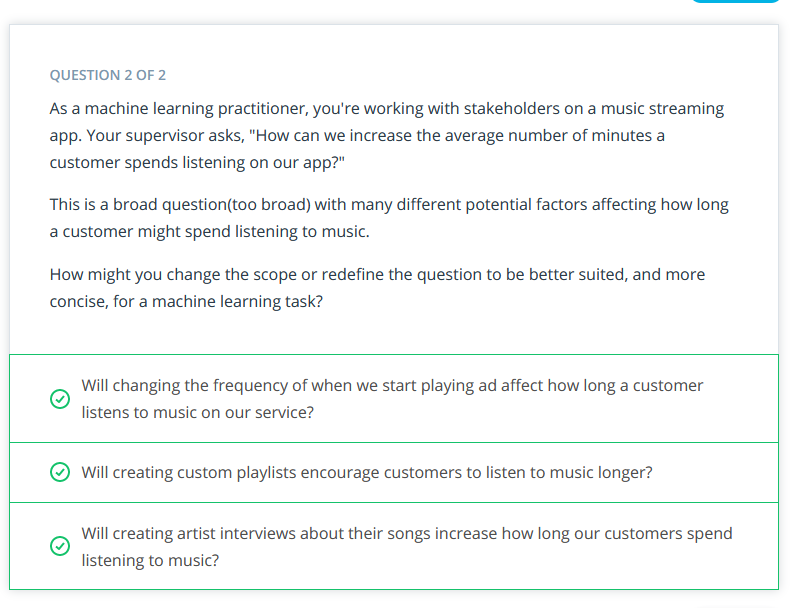 QUESTION 2 OF 2
As a machine learning practitioner, you're working with stakeholders on a music streaming
app. Your supervisor asks, "How can we increase the average number of minutes a
customer spends listening on our app?"
This is a broad question(too broad) with many different potential factors affecting how long
a customer might spend listening to music.
How might you change the scope or redefine the question to be better suited, and more
concise, for a machine learning task?
Will changing the frequency of when we start playing ad affect how long a customer
listens to music on our service?
Will creating custom playlists encourage customers to listen to music longer?
Will creating artist interviews about their songs increase how long our customers spend
listening to music?